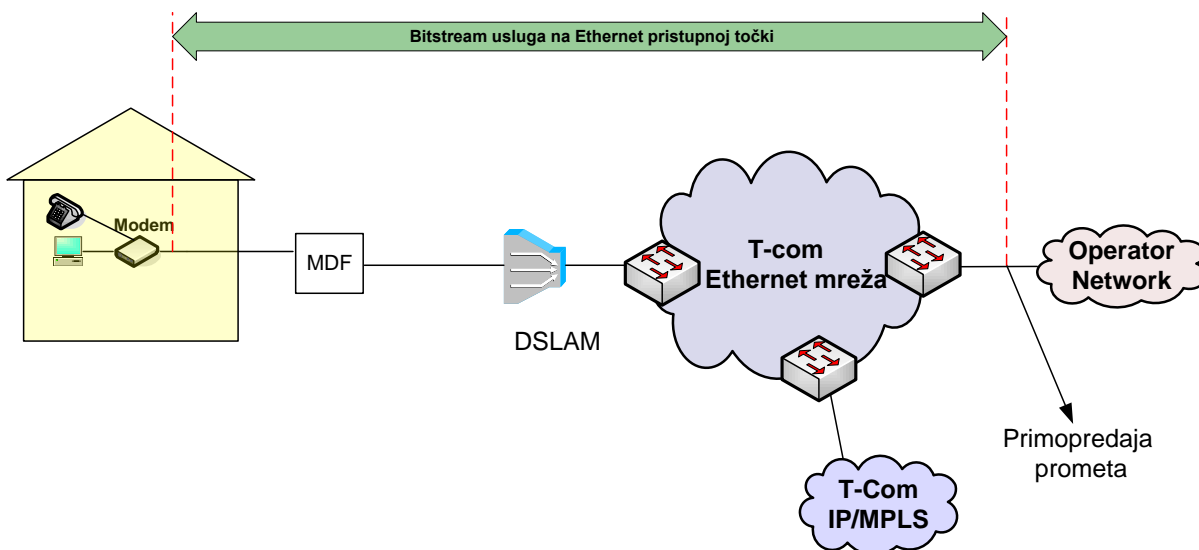 Bitstream usluga na Ethernet pristupnoj točki
Modem
MDF
DSLAM
T-com
Ethernet mreža
Operator
Network
Primopredaja
prometa
T-Com
IP/MPLS